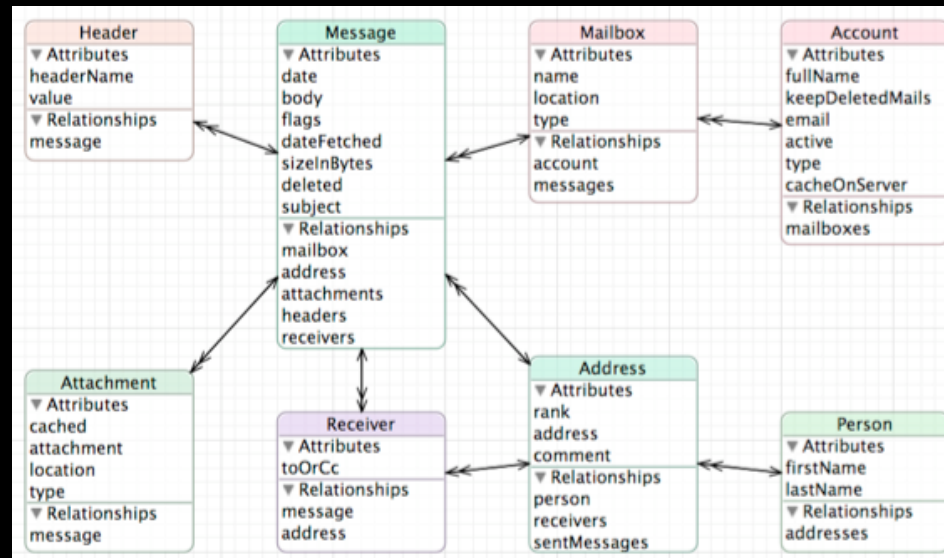 Header
▼ Attributes
headerName
value
▼ Relationships
message
Message
▼ Attributes
date
body
flags
dateFetched
sizeInBytes
deleted
subject
▼ Relationships
mailbox
address
attachments
headers
receivers
Mailbox
▼ Attributes
name
location
type
▼ Relationships
account
messages
Account
▼ Attributes
fullName
keepDeletedMails
email
active
type
cacheOnServer
▼ Relationships
mailboxes
Attachment
▼ Attributes
cached
attachment
location
type
▼ Relationships
message
Receiver
▼ Attributes
toOrCc
▼ Relationships
message
address
Address
▼ Attributes
rank
address
comment
▼ Relationships
person
receivers
sentMessages
Person
▼ Attributes
firstName
lastName
▼ Relationships
addresses